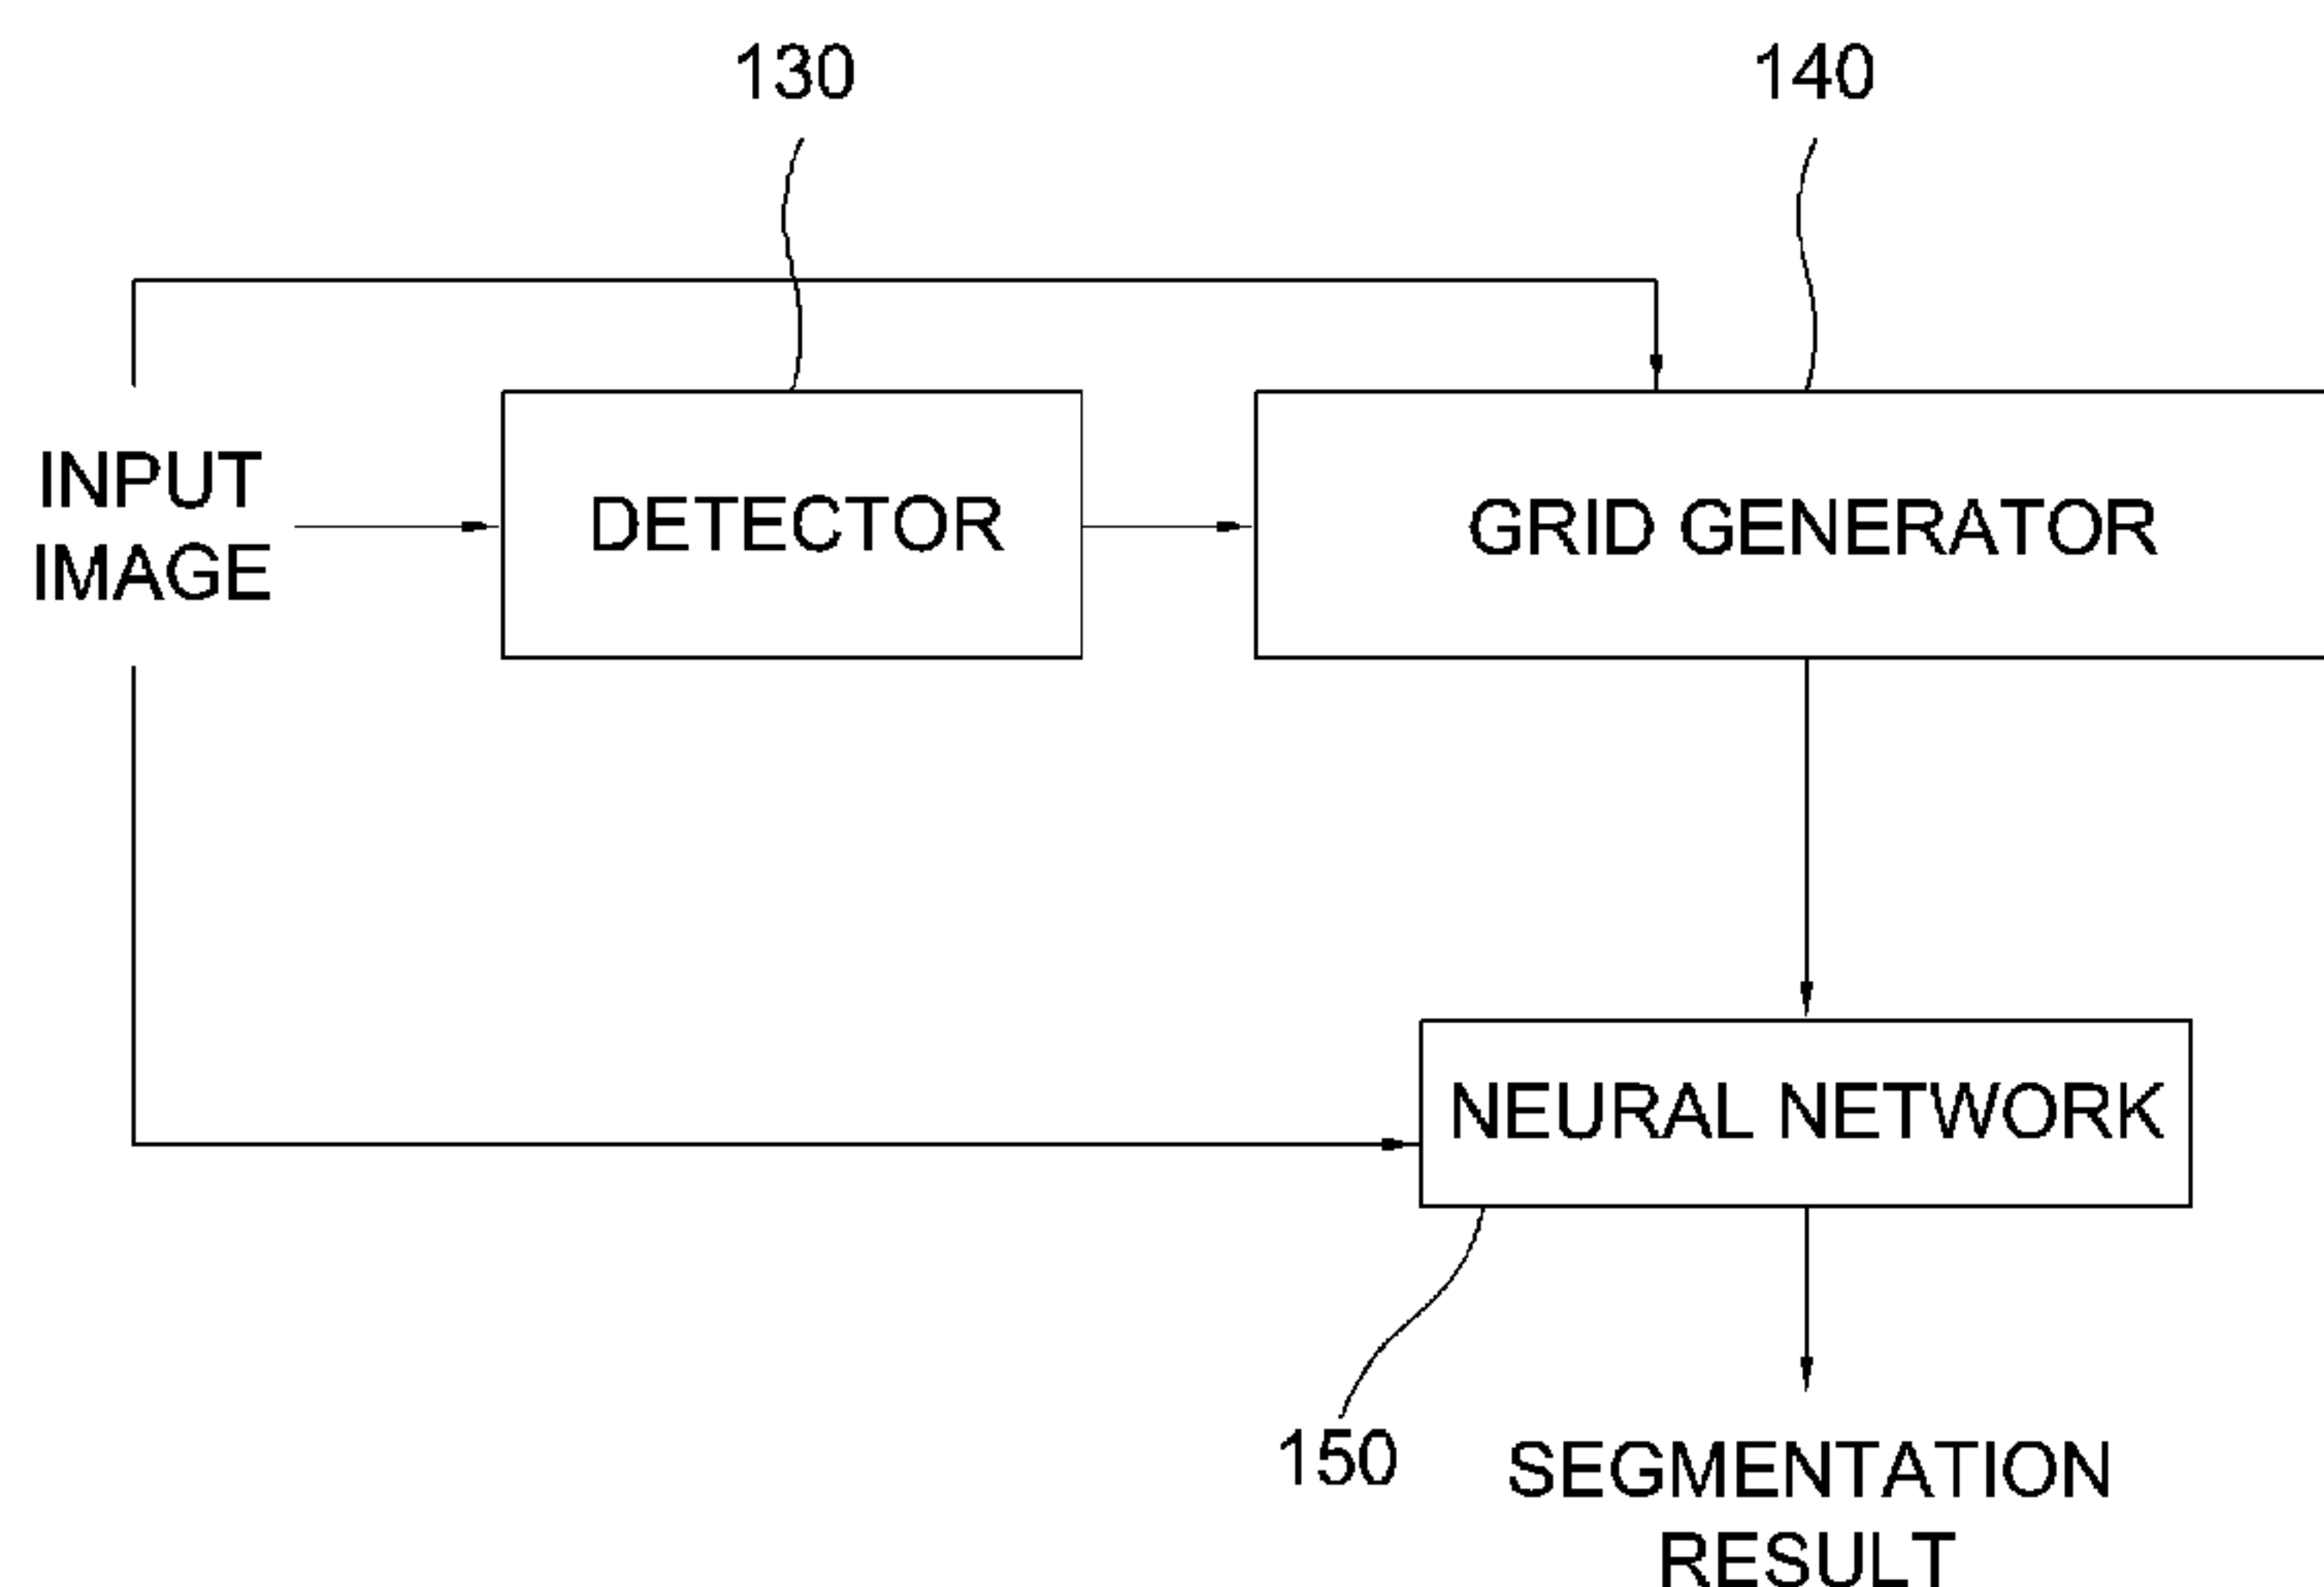 130
140
INPUT
IMAGE
DETECTOR
GRID GENERATOR
NEURAL NETWORK
150
SEGMENTATION
RESULT